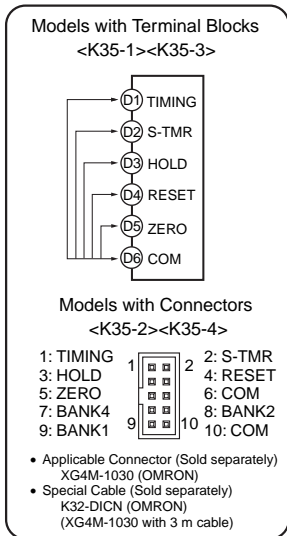 Models with Terminal Blocks
<K35-1><K35-3>
D1 TIMING
D2 S-TMR
D3 HOLD
D4 RESET
D5 ZERO
D6 COM
Models with Connectors
<K35-2><K35-4>
1: TIMING
3: HOLD
5: ZERO
7: BANK4
9: BANK1
1 2
9 10
2: S-TMR
4: RESET
6: COM
8: BANK2
10: COM
• Applicable Connector (Sold separately)
XG4M-1030 (OMRON)
• Special Cable (Sold separately)
K32-DICN (OMRON)
(XG4M-1030 with 3 m cable)